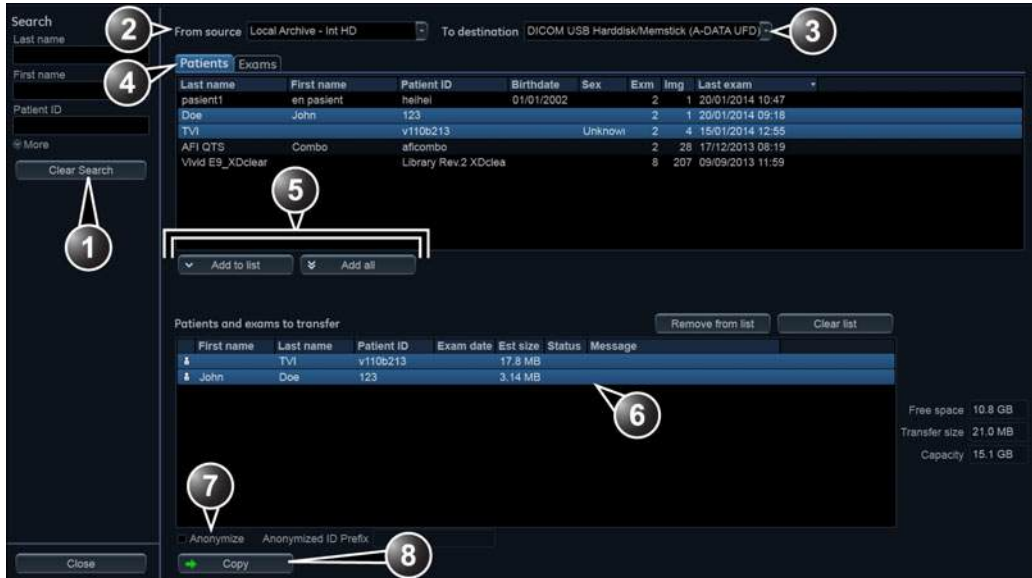 Search
Last name
First name
Patient ID
More
Clear Search
1
2
From source Local Archive - Int HD To destination DICOM USB Harddisk/Memstick (A-DATA UFD)
3
4
Patients Exams
Last name First name Patient ID Birthdate Sex Exm Img Last exam
pasient1 en pasient heihei 01/01/2002 2 1 20/01/2014 10:47
Doe John 123 2 1 20/01/2014 09:18
TVI v110b213 Unknow 2 4 15/01/2014 12:55
AFI QTS Combo aficombo 2 28 17/12/2013 08:19
Vivid E9_XDclear Library Rev.2 XDclea 8 207 09/09/2013 11:59
5
Add to list Add all
Patients and exams to transfer Remove from list Clear list
First name Last name Patient ID Exam date Est size Status Message
TVI v110b213 17.8 MB
John Doe 123 3.14 MB
6
Free space 10.8 GB
Transfer size 21.0 MB
Capacity 15.1 GB
7
Anonymize Anonymized ID Prefix
8
Close Copy